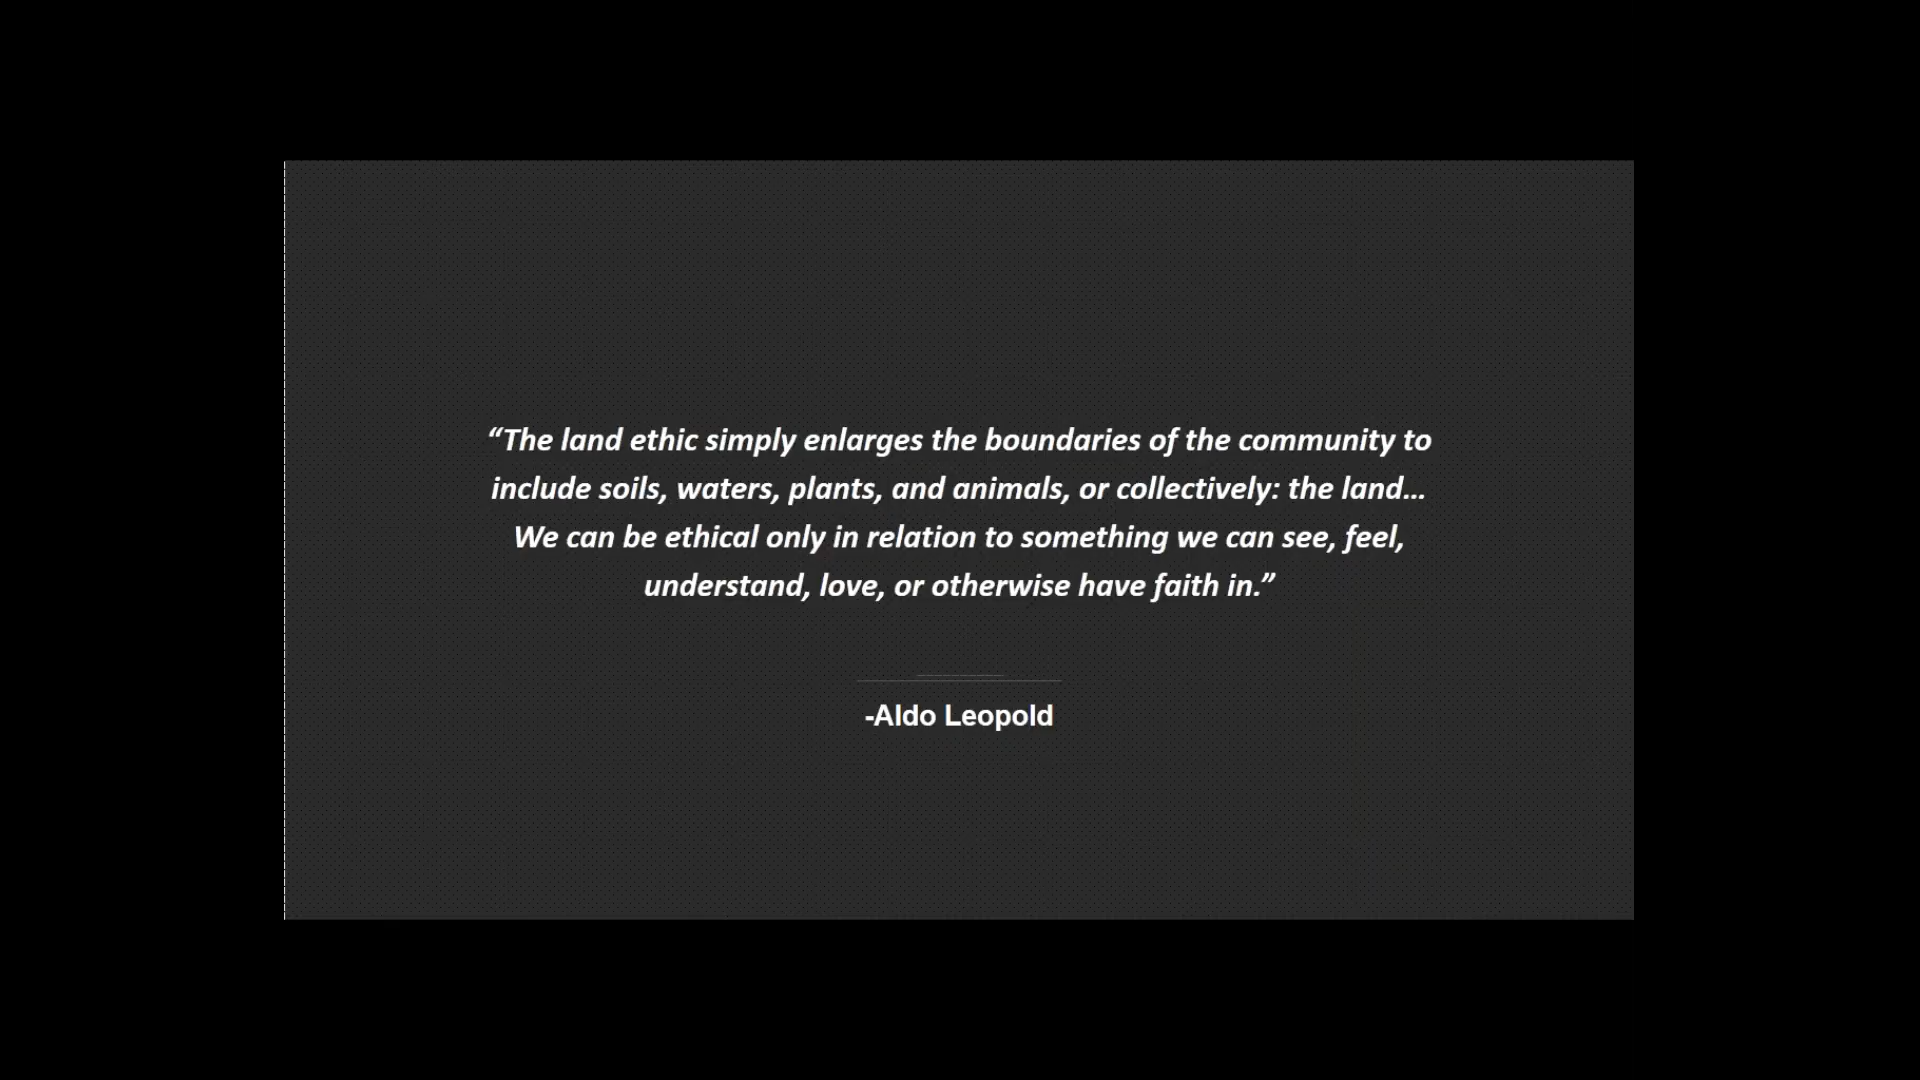 “The land ethic simply enlarges the boundaries of the community to
include soils, waters, plants, and animals, or collectively: the land…
We can be ethical only in relation to something we can see, feel,
understand, love, or otherwise have faith in.”
-Aldo Leopold